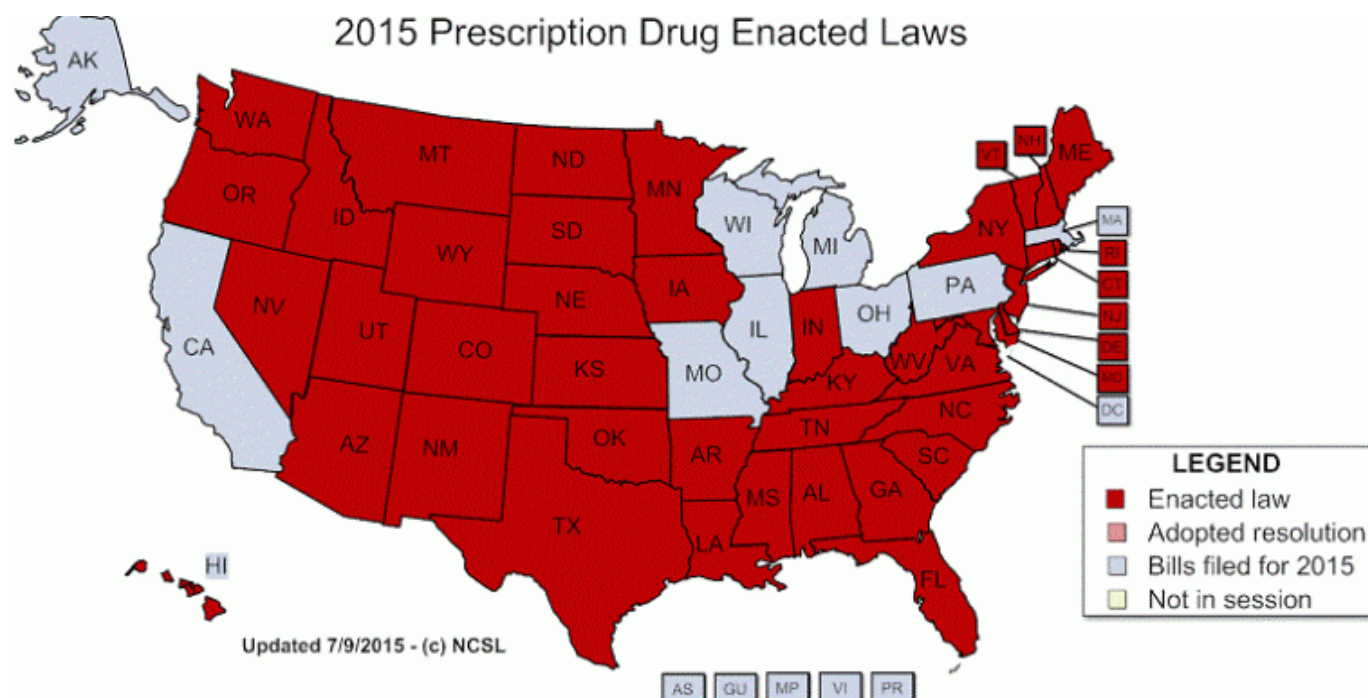 2015 Prescription Drug Enacted Laws
AK
WA
MT
ND
MN
VT
NH
ME
OR
ID
SD
WI
MI
NY
MA
WY
RI
NV
NE
IA
PA
CT
UT
CO
IL
IN
OH
NJ
CA
KS
MO
WV
VA
DE
KY
MD
AZ
NM
OK
AR
TN
NC
DC
SC
TX
MS
AL
GA
LA
FL
HI
LEGEND
Enacted law
Adopted resolution
Bills filed for 2015
Not in session
Updated 7/9/2015 - (c) NCSL
AS
GU
MP
VI
PR